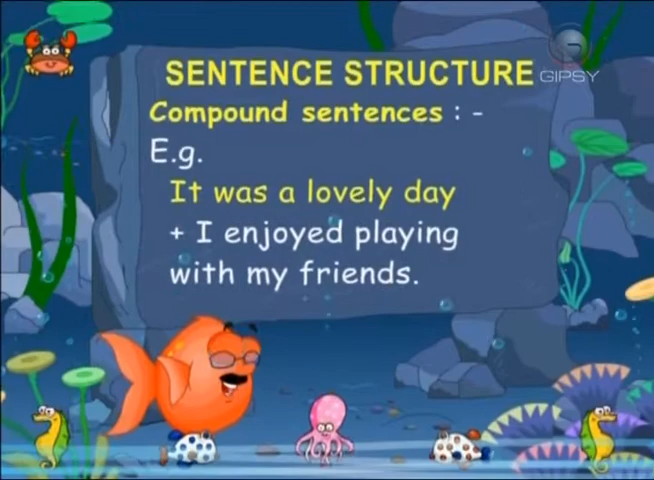 SENTENCE STRUCTURE
GIPSY
Compound sentences : -
E.g.
It was a lovely day
+ I enjoyed playing
with my friends.